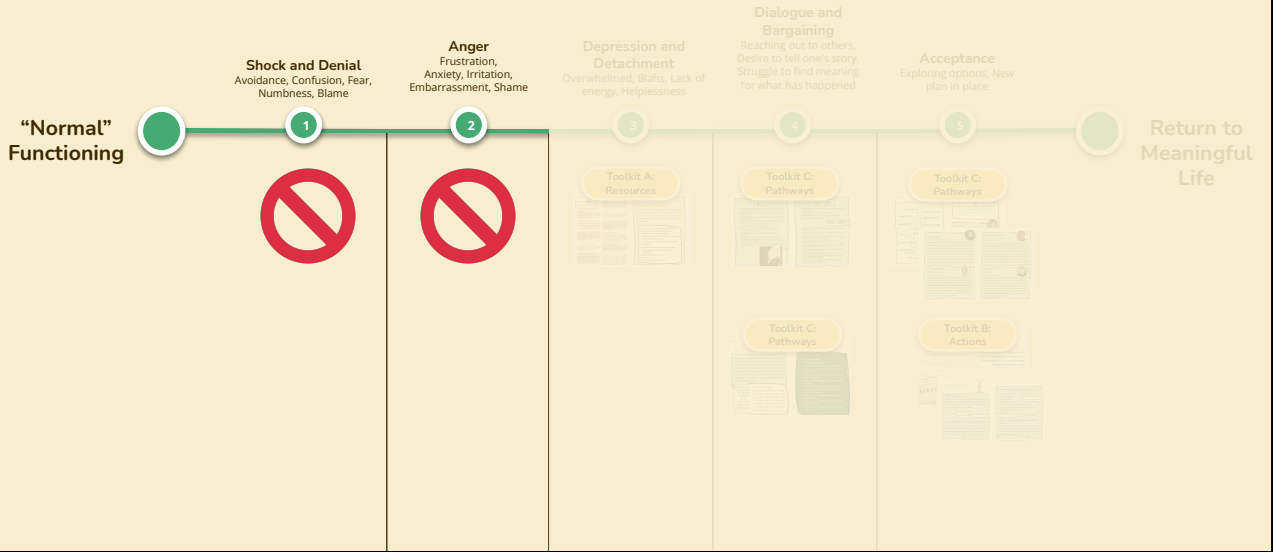 “Normal”
Functioning
Shock and Denial
Avoidance, Confusion, Fear,
Numbness, Blame
1
Anger
Frustration,
Anxiety, Irritation,
Embarrassment, Shame
2
Depression and
Detachment
Overwhelmed, Blahs, Lack of
energy, Helplessness
3
Dialogue and
Bargaining
Reaching out to others,
Desire to tell one's story,
Struggle to find meaning
for what has happened
4
Acceptance
Exploring options, New
plan in place
5
Return to
Meaningful
Life
Toolkit A:
Resources
Toolkit C:
Pathways
Toolkit C:
Pathways
Toolkit C:
Pathways
Toolkit B:
Actions